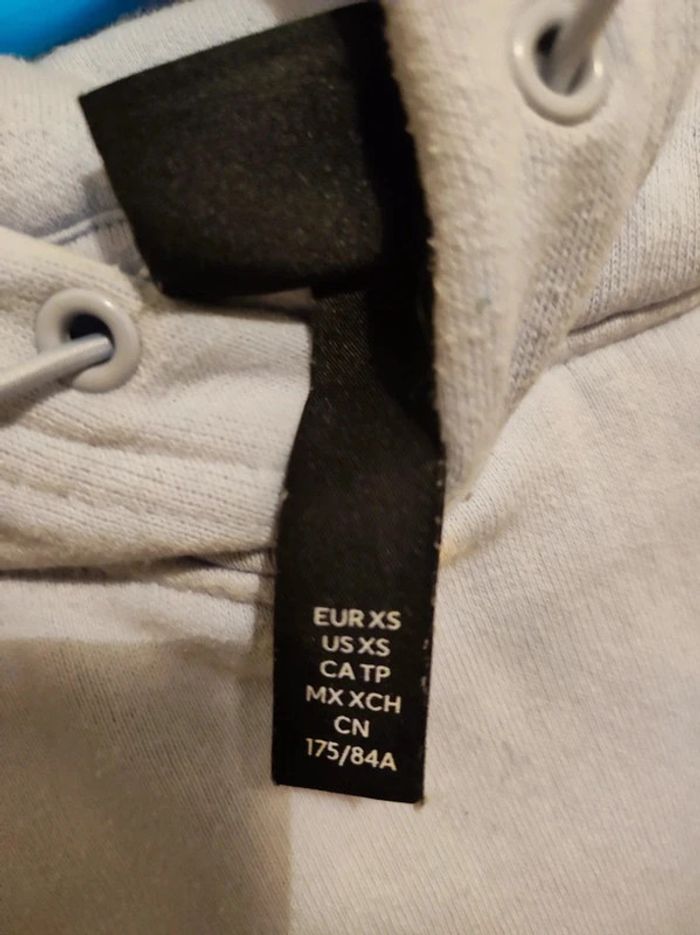 EUR XS
US XS
CA TP
MX XCH
CN
175/84A